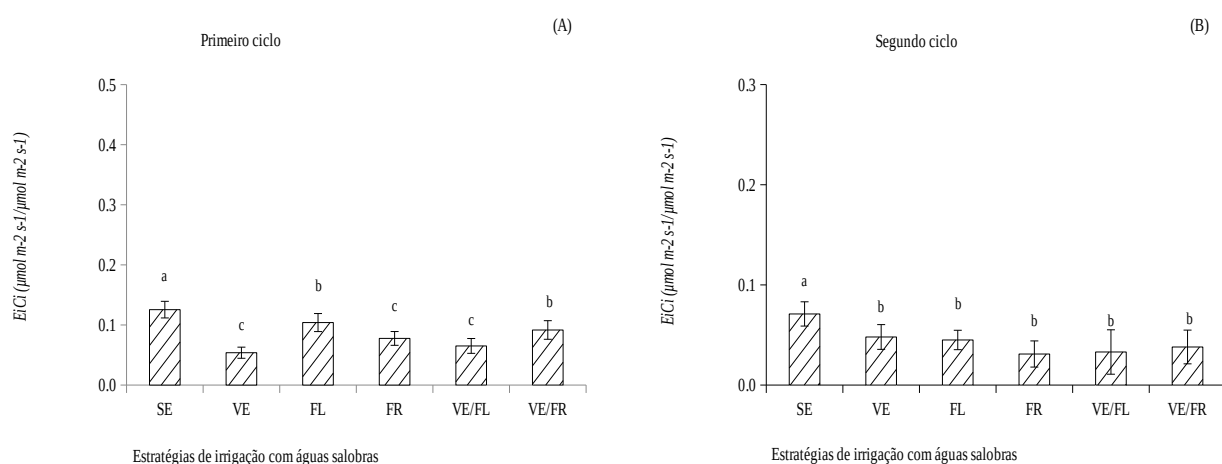 (A)
Primeiro ciclo
EiCi (µmol m-2 s-1/µmol m-2 s-1)
0.5
0.4
0.3
0.2
0.1
0.0
a
c
b
c
c
b
SE VE FL FR VE/FL VE/FR
Estratégias de irrigação com águas salobras
(B)
Segundo ciclo
EiCi (µmol m-2 s-1/µmol m-2 s-1)
0.3
0.2
0.1
0.0
a
b
b
b
b
b
SE VE FL FR VE/FL VE/FR
Estratégias de irrigação com águas salobras